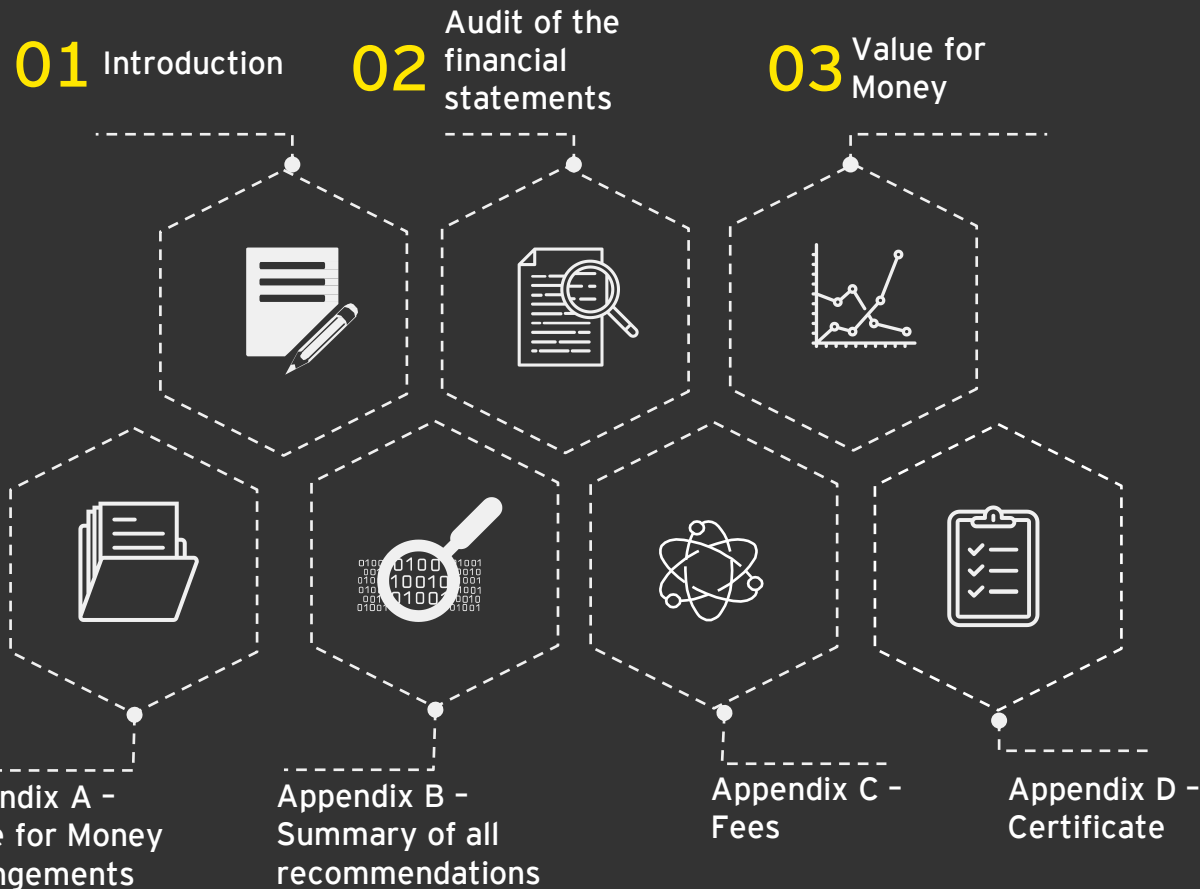 01 Introduction
02 Audit of the
financial
statements
03 Value for
Money
ndix A –
e for Money
ngements
Appendix B –
Summary of all
recommendations
Appendix C –
Fees
Appendix D –
Certificate